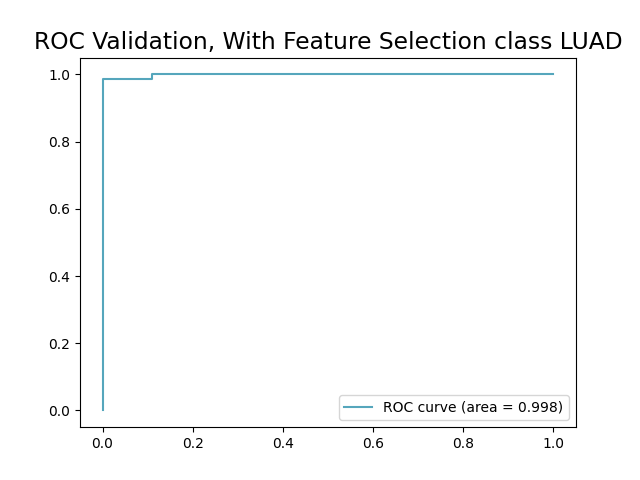 ROC Validation, With Feature Selection class LUAD
1.0
0.8
0.6
0.4
0.2
0.0
ROC curve (area = 0.998)
0.0 0.2 0.4 0.6 0.8 1.0